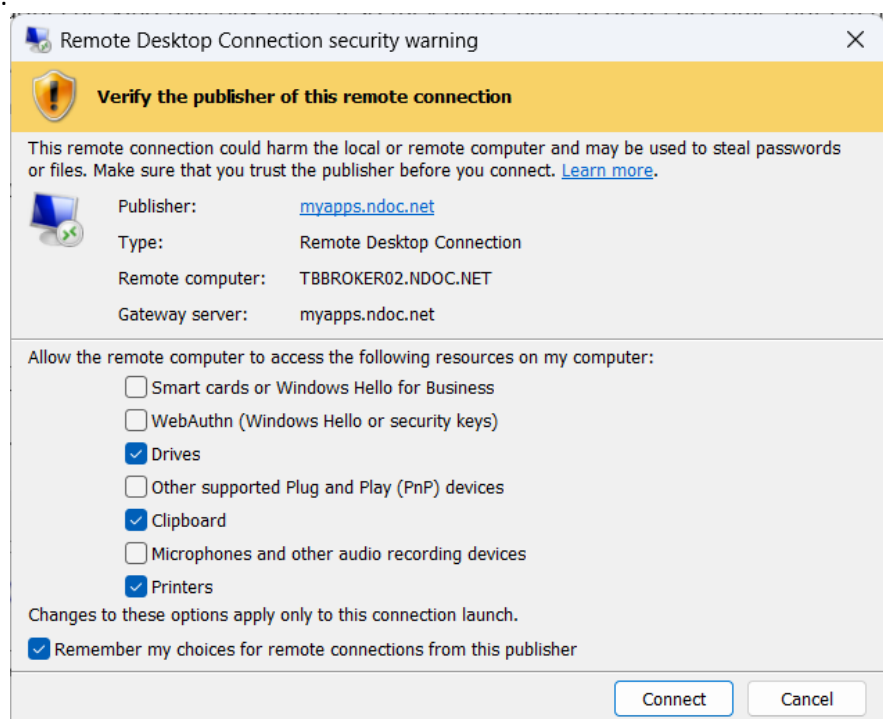 Remote Desktop Connection security warning
Verify the publisher of this remote connection
This remote connection could harm the local or remote computer and may be used to steal passwords
or files. Make sure that you trust the publisher before you connect. Learn more.
Publisher: myapps.ndoc.net
Type: Remote Desktop Connection
Remote computer: TBBROKER02.NDOC.NET
Gateway server: myapps.ndoc.net
Allow the remote computer to access the following resources on my computer:
Smart cards or Windows Hello for Business
WebAuthn (Windows Hello or security keys)
Drives
Other supported Plug and Play (PnP) devices
Clipboard
Microphones and other audio recording devices
Printers
Changes to these options apply only to this connection launch.
Remember my choices for remote connections from this publisher
Connect Cancel